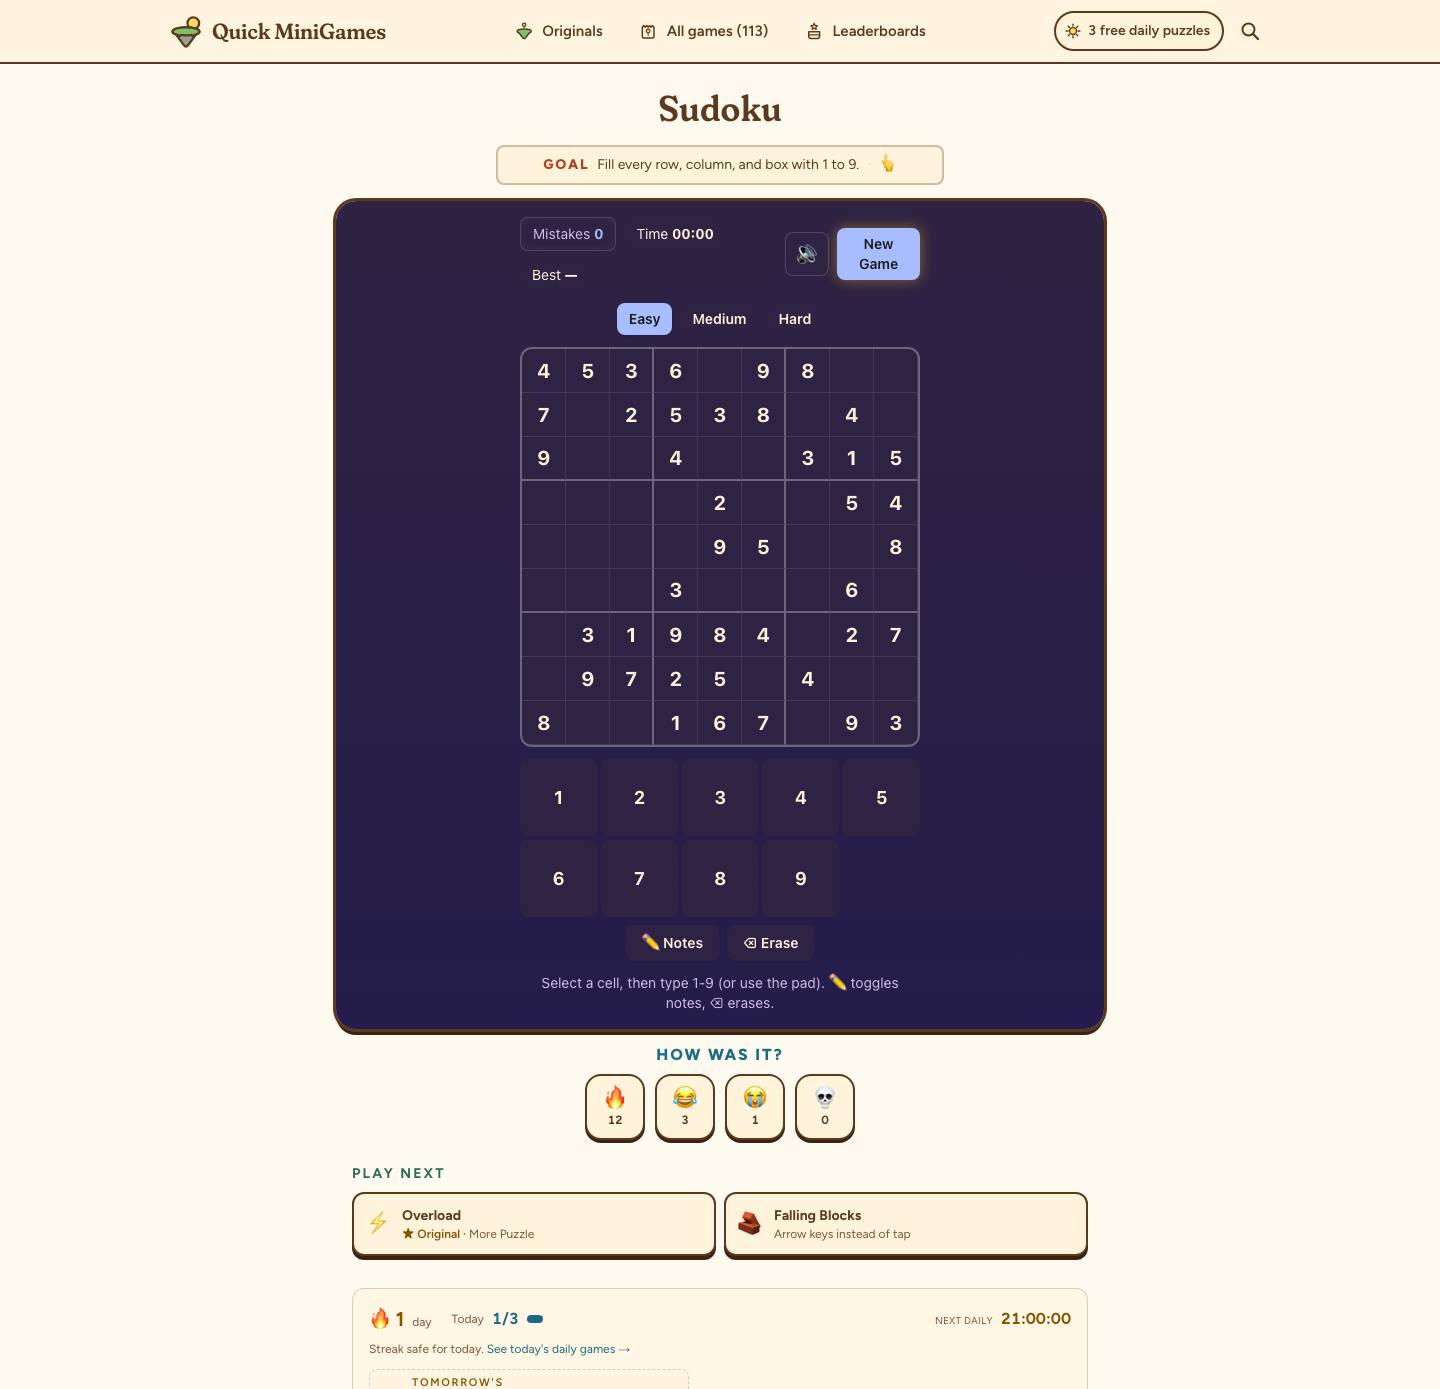 Quick MiniGames
Originals
All games (113)
Leaderboards
3 free daily puzzles
Sudoku
GOAL Fill every row, column, and box with 1 to 9. · 👆
Mistakes 0
Time 00:00
Best —
🔊
New
Game
Easy
Medium
Hard
4 5 3 6 9 8
7 2 5 3 8 4
9 4 3 1 5
2 5 4
9 5 8
3 6
3 1 9 8 4 2 7
9 7 2 5 4
8 1 6 7 9 3
1 2 3 4 5
6 7 8 9
✏️ Notes
⌫ Erase
Select a cell, then type 1-9 (or use the pad). ✏️ toggles
notes, ⌫ erases.
HOW WAS IT?
🔥 😂 😭 💀
12 3 1 0
PLAY NEXT
⚡ Overload
★ Original · More Puzzle
🧱 Falling Blocks
Arrow keys instead of tap
🔥 1 day
Today 1/3
NEXT DAILY 21:00:00
Streak safe for today. See today's daily games →
TOMORROW'S